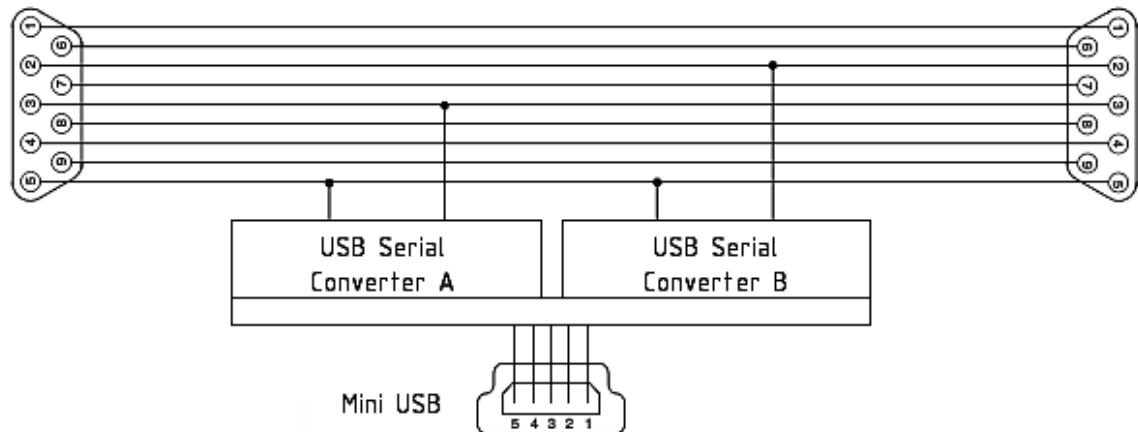 1 1
6 6
2 2
7 7
3 3
8 8
4 4
9 9
5 5
USB Serial
Converter A
USB Serial
Converter B
Mini USB
5 4 3 2 1